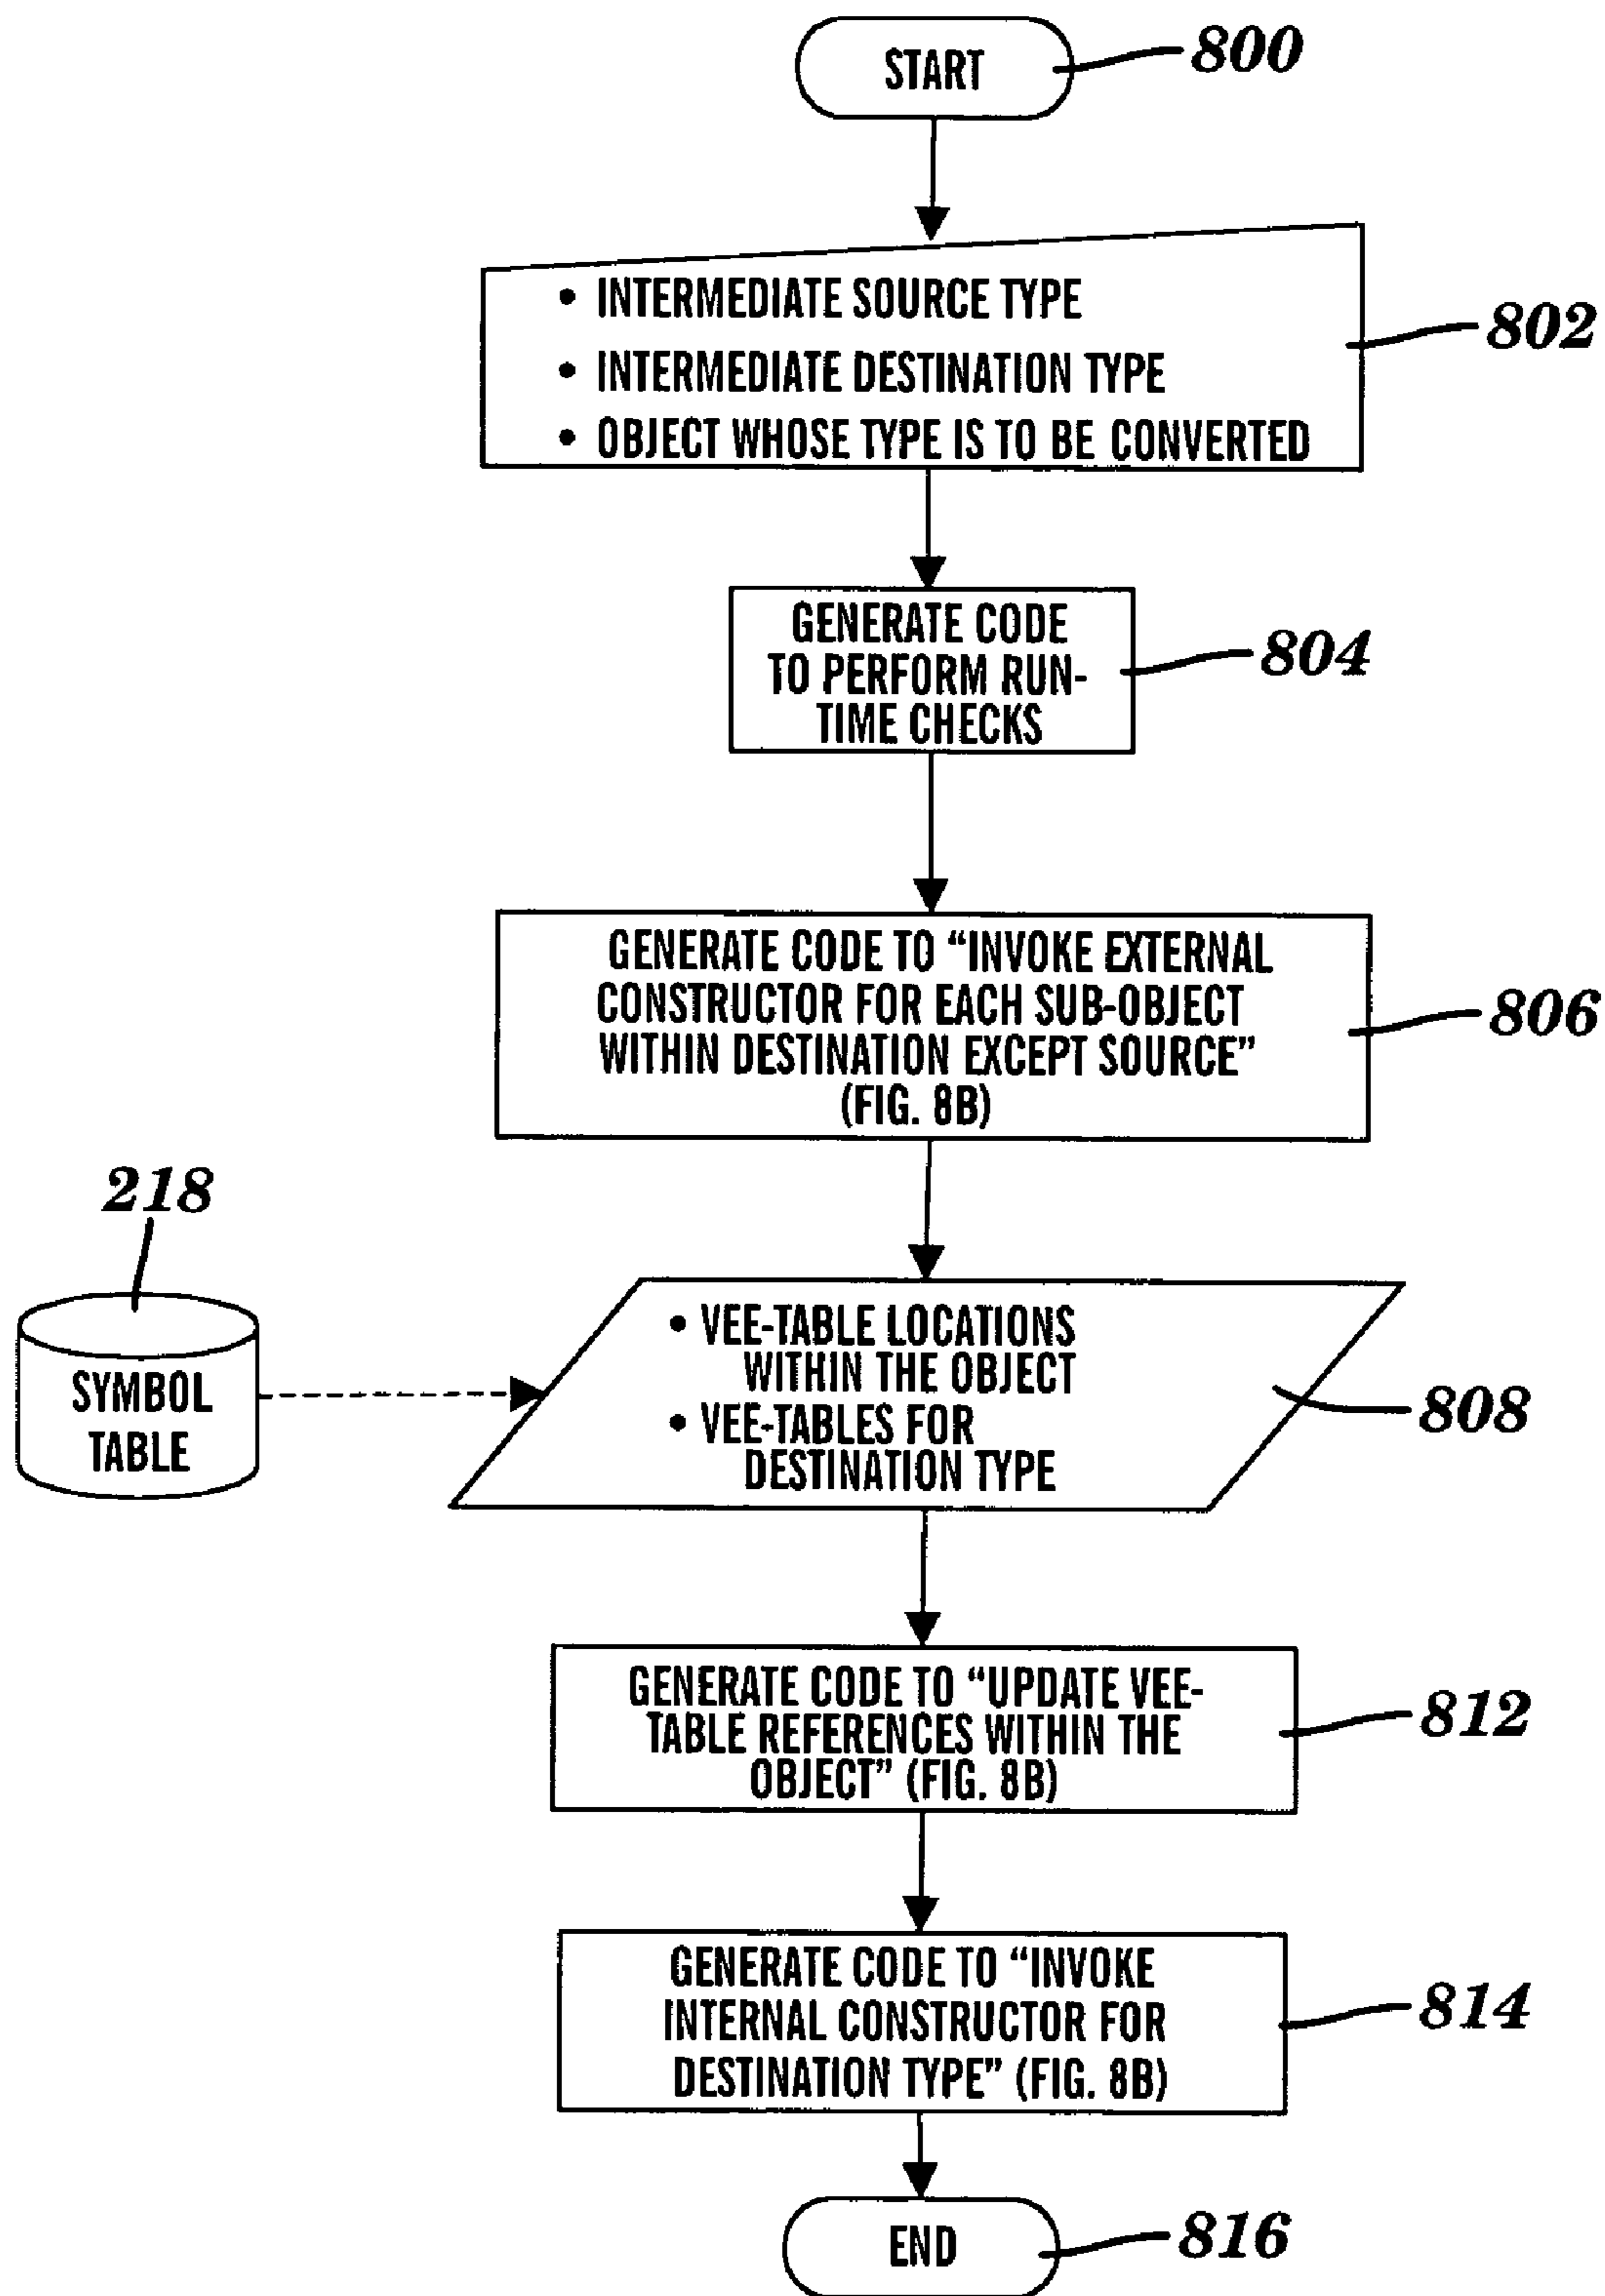 START
800
• INTERMEDIATE SOURCE TYPE
• INTERMEDIATE DESTINATION TYPE
• OBJECT WHOSE TYPE IS TO BE CONVERTED
802
GENERATE CODE
TO PERFORM RUN-
TIME CHECKS
804
GENERATE CODE TO “INVOKE EXTERNAL
CONSTRUCTOR FOR EACH SUB-OBJECT
WITHIN DESTINATION EXCEPT SOURCE”
(FIG. 8B)
806
218
SYMBOL
TABLE
• VEE-TABLE LOCATIONS
WITHIN THE OBJECT
• VEE-TABLES FOR
DESTINATION TYPE
808
GENERATE CODE TO “UPDATE VEE-
TABLE REFERENCES WITHIN THE
OBJECT” (FIG. 8B)
812
GENERATE CODE TO “INVOKE
INTERNAL CONSTRUCTOR FOR
DESTINATION TYPE” (FIG. 8B)
814
END
816